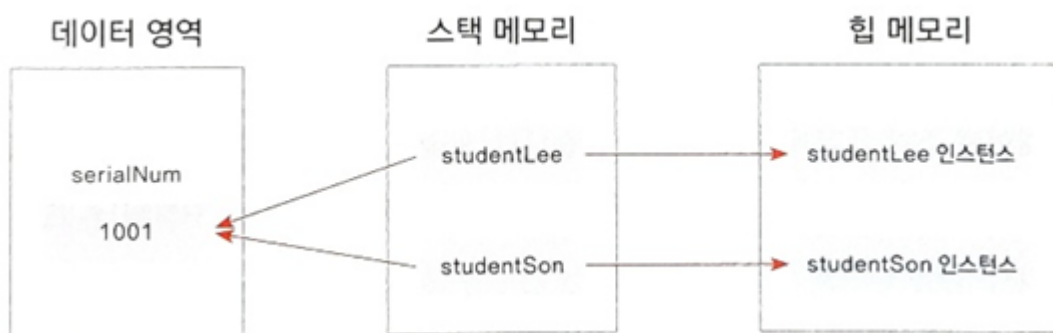 데이터 영역
스택 메모리
힙 메모리
serialNum
1001
studentLee
studentSon
studentLee 인스턴스
studentSon 인스턴스